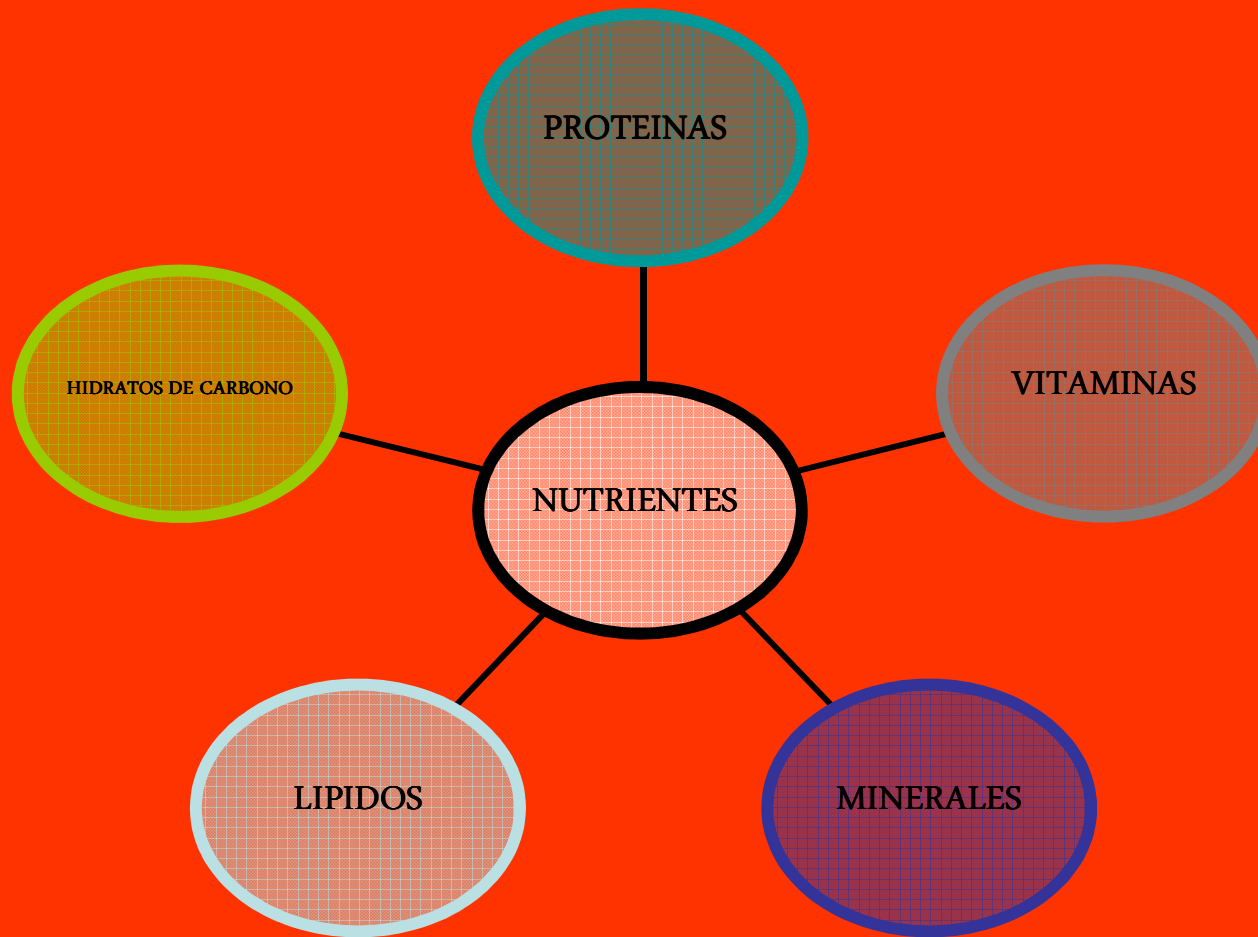 PROTEINAS
HIDRATOS DE CARBONO
VITAMINAS
NUTRIENTES
LIPIDOS
MINERALES